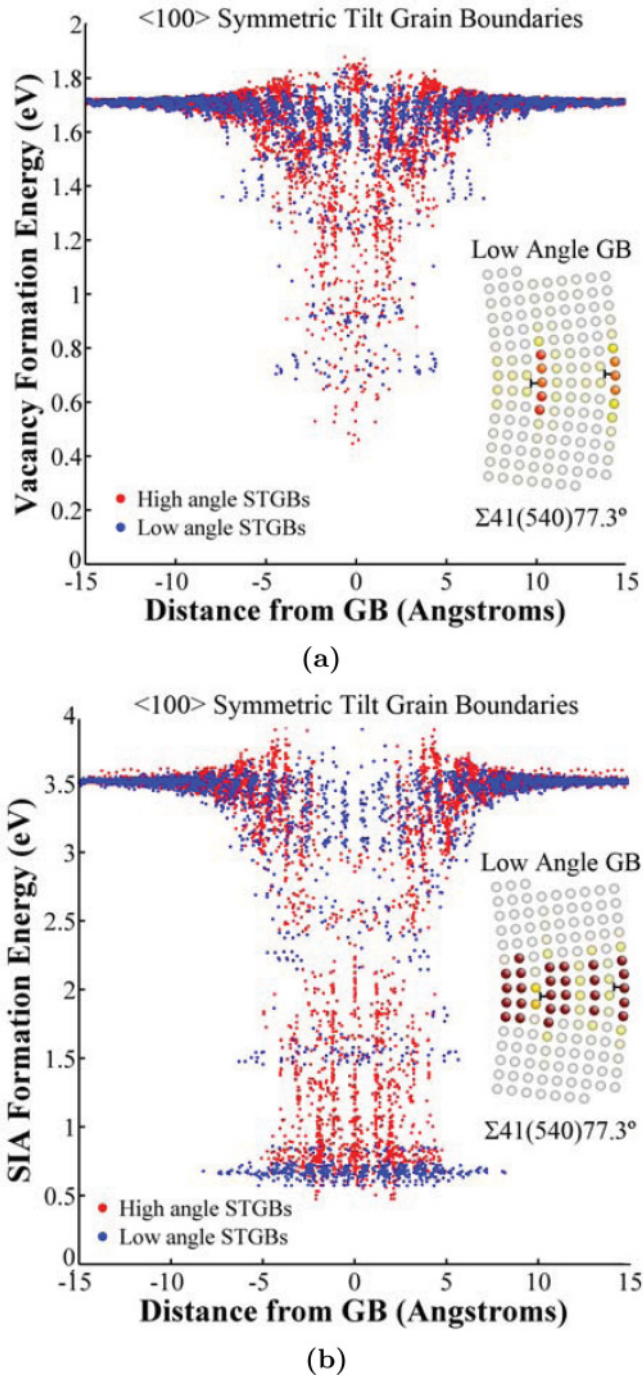 <100> Symmetric Tilt Grain Boundaries
2
1.8
1.6
1.4
1.2
1
0.8
0.6
0.4
0.2
0
Vacancy Formation Energy (eV)
Low Angle GB
Σ41(540)77.3º
High angle STGBs
Low angle STGBs
-15 -10 -5 0 5 10 15
Distance from GB (Angstroms)
(a)
<100> Symmetric Tilt Grain Boundaries
4
3.5
3
2.5
2
1.5
1
0.5
0
SIA Formation Energy (eV)
Low Angle GB
Σ41(540)77.3º
High angle STGBs
Low angle STGBs
-15 -10 -5 0 5 10 15
Distance from GB (Angstroms)
(b)